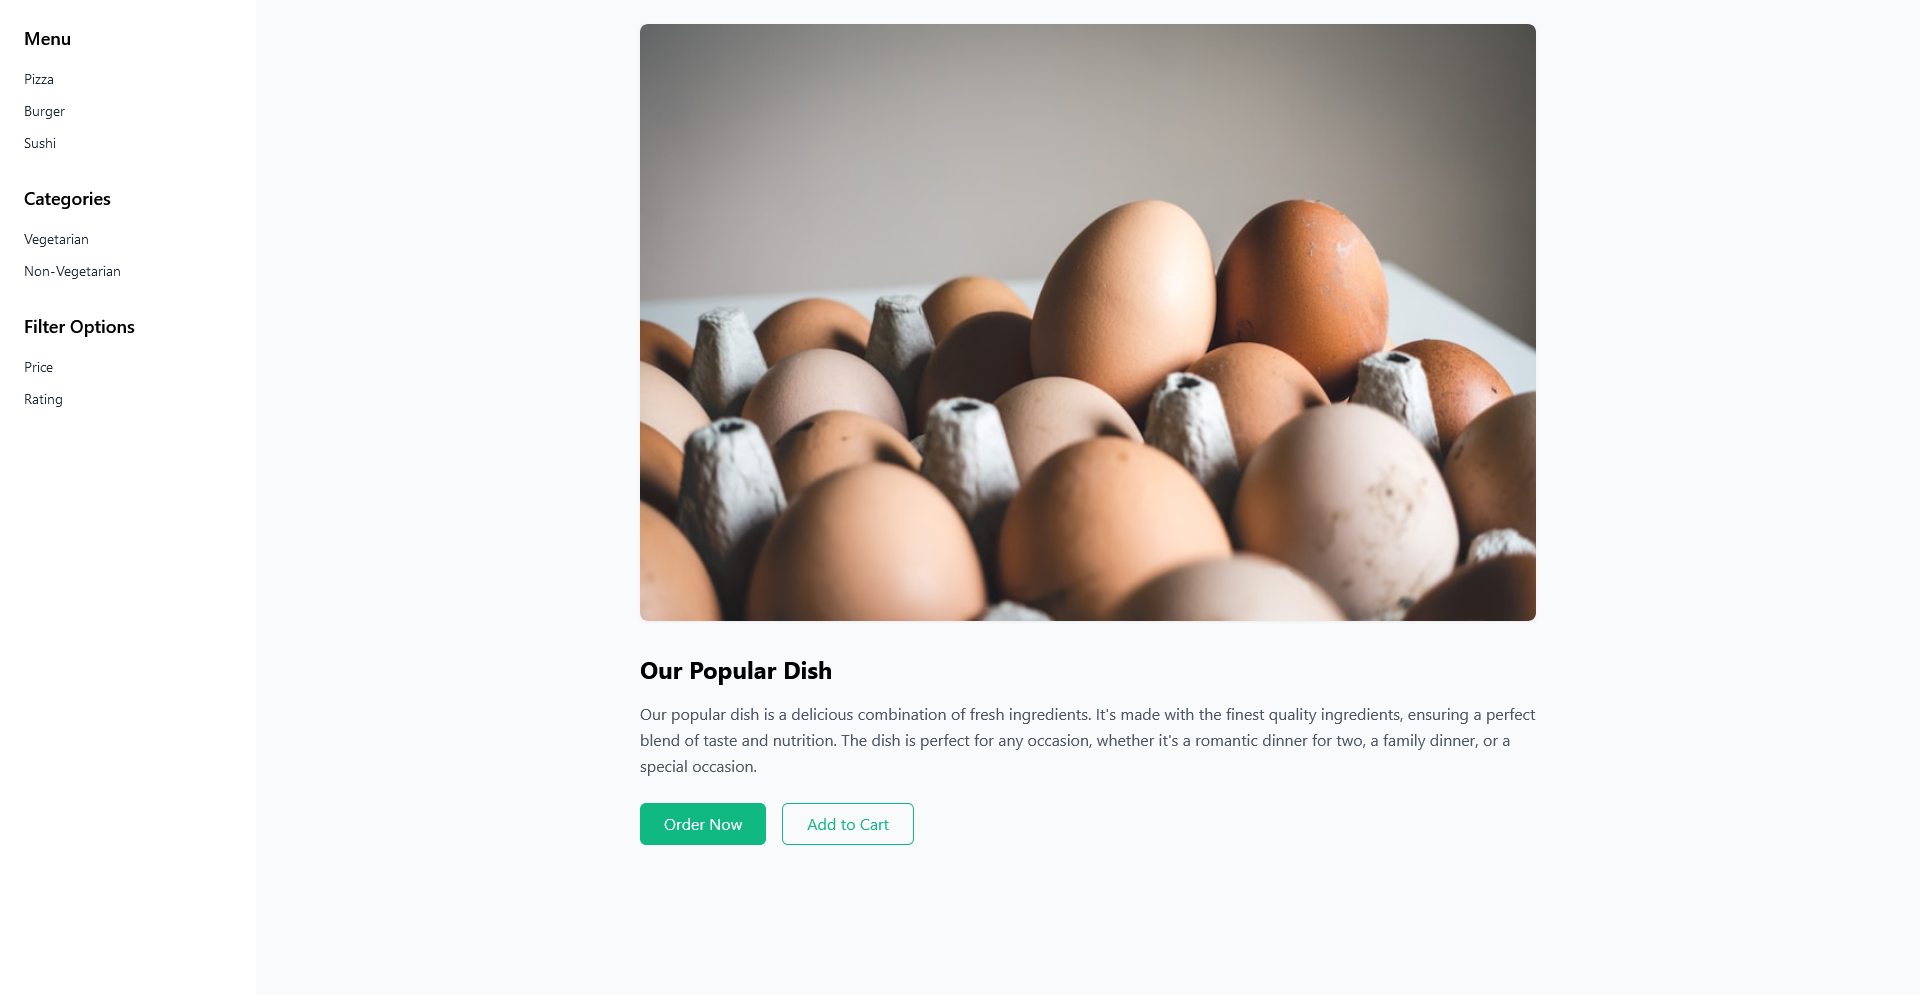 Menu
Pizza
Burger
Sushi
Categories
Vegetarian
Non-Vegetarian
Filter Options
Price
Rating
Our Popular Dish
Our popular dish is a delicious combination of fresh ingredients. It's made with the finest quality ingredients, ensuring a perfect
blend of taste and nutrition. The dish is perfect for any occasion, whether it's a romantic dinner for two, a family dinner, or a
special occasion.
Order Now
Add to Cart